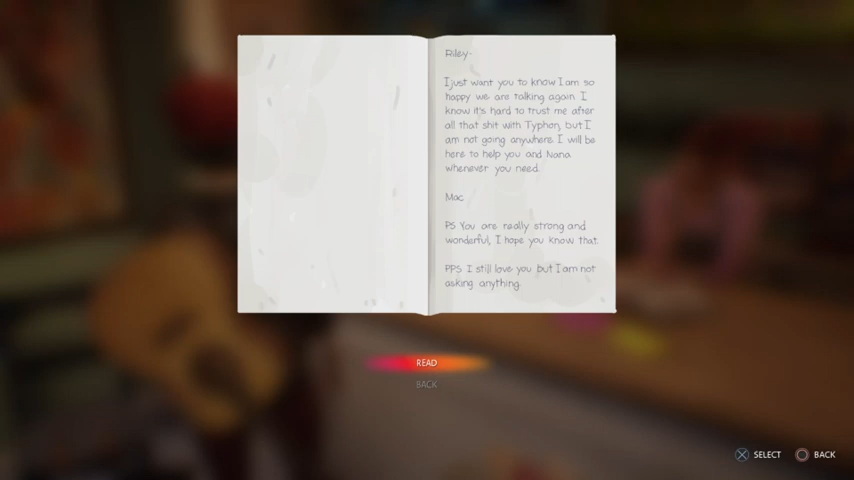 Riley-
I just want you to know I am so
happy we are talking again. I
know it's hard to trust me after
all that shit with Typhon, but I
am not going anywhere. I will be
here to help you and Nana
whenever you need.
Mac
PS You are really strong and
wonderful, I hope you know that.
PPS I still love you but I am not
asking anything.
READ
BACK
SELECT
BACK